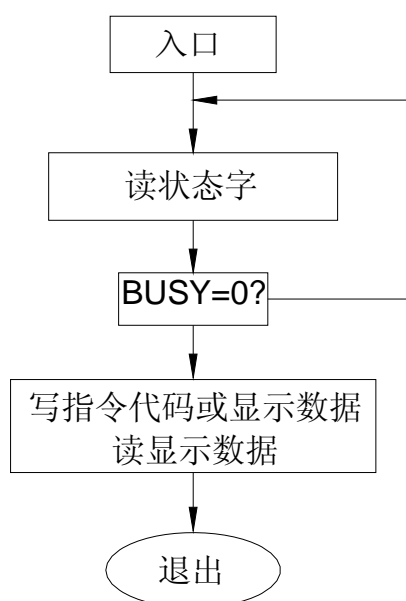 入口
读状态字
BUSY=0?
写指令代码或显示数据
读显示数据
退出